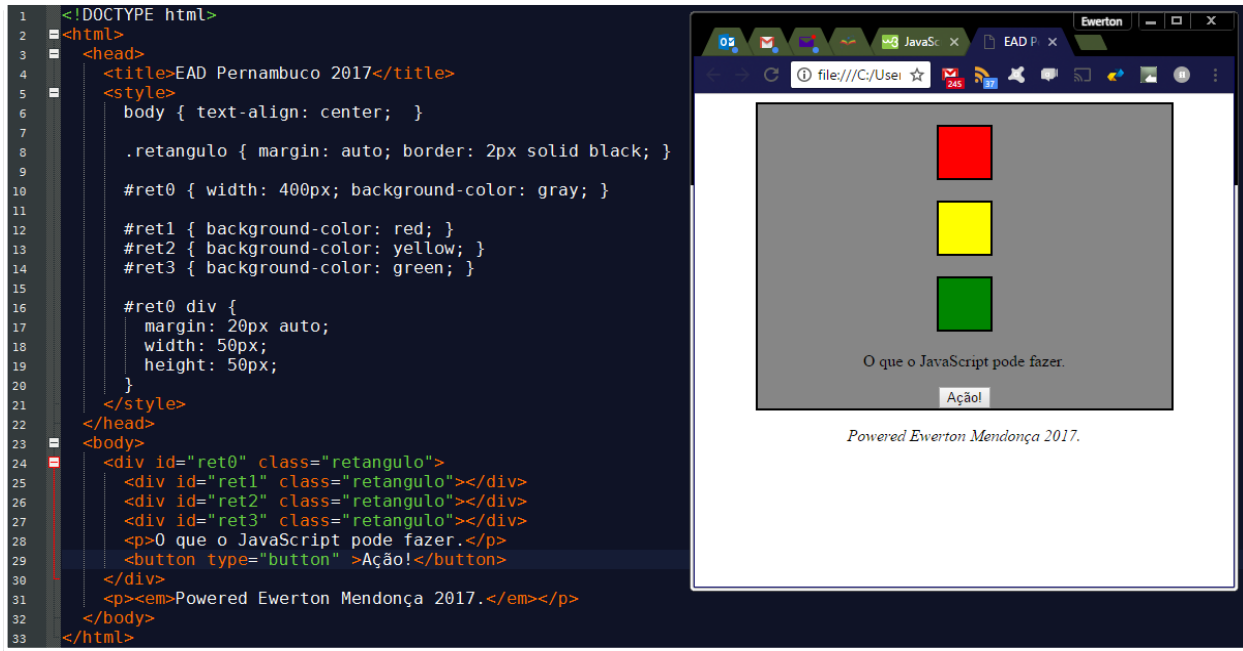 1 <!DOCTYPE html>
2 <html>
3 <head>
4 <title>EAD Pernambuco 2017</title>
5 <style>
6 body { text-align: center;  }
7
8 .retangulo { margin: auto; border: 2px solid black; }
9
10 #ret0 { width: 400px; background-color: gray; }
11
12 #ret1 { background-color: red; }
13 #ret2 { background-color: yellow; }
14 #ret3 { background-color: green; }
15
16 #ret0 div {
17 margin: 20px auto;
18 width: 50px;
19 height: 50px;
20 }
21 </style>
22 </head>
23 <body>
24 <div id="ret0" class="retangulo">
25 <div id="ret1" class="retangulo"></div>
26 <div id="ret2" class="retangulo"></div>
27 <div id="ret3" class="retangulo"></div>
28 <p>O que o JavaScript pode fazer.</p>
29 <button type="button" >Ação!</button>
30 </div>
31 <p><em>Powered Ewerton Mendonça 2017.</em></p>
32 </body>
33 </html>
Ewerton
JavaSc EAD P
file:///C:/User 245 37
O que o JavaScript pode fazer.
Ação!
Powered Ewerton Mendonça 2017.